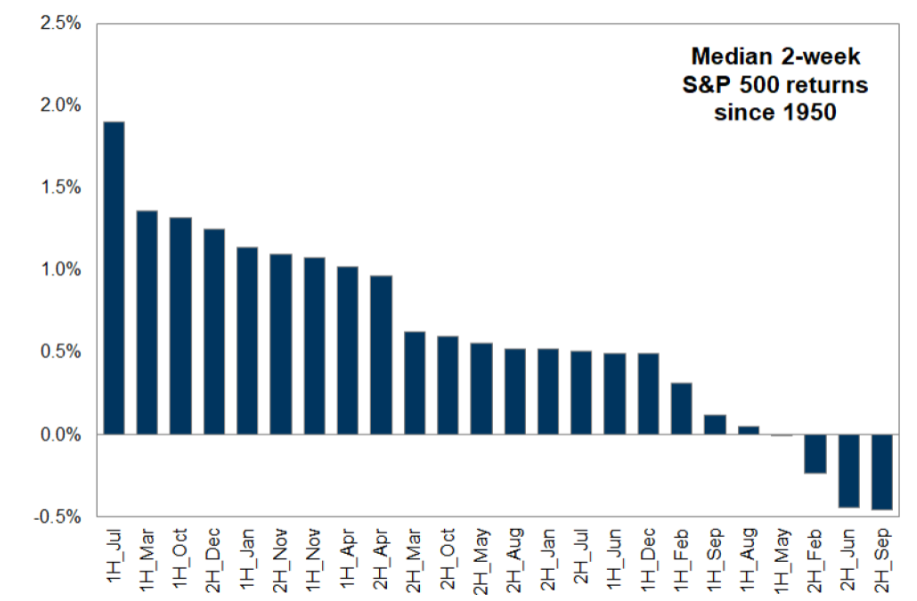 2.5%
Median 2-week
S&P 500 returns
since 1950
2.0%
1.5%
1.0%
0.5%
0.0%
-0.5%
1H_Jul
1H_Mar
1H_Oct
2H_Dec
1H_Jan
2H_Nov
1H_Nov
1H_Apr
2H_Apr
2H_Mar
2H_Oct
2H_May
2H_Aug
2H_Jan
2H_Jul
1H_Jun
1H_Dec
1H_Feb
1H_Sep
1H_Aug
1H_May
2H_Feb
2H_Jun
2H_Sep